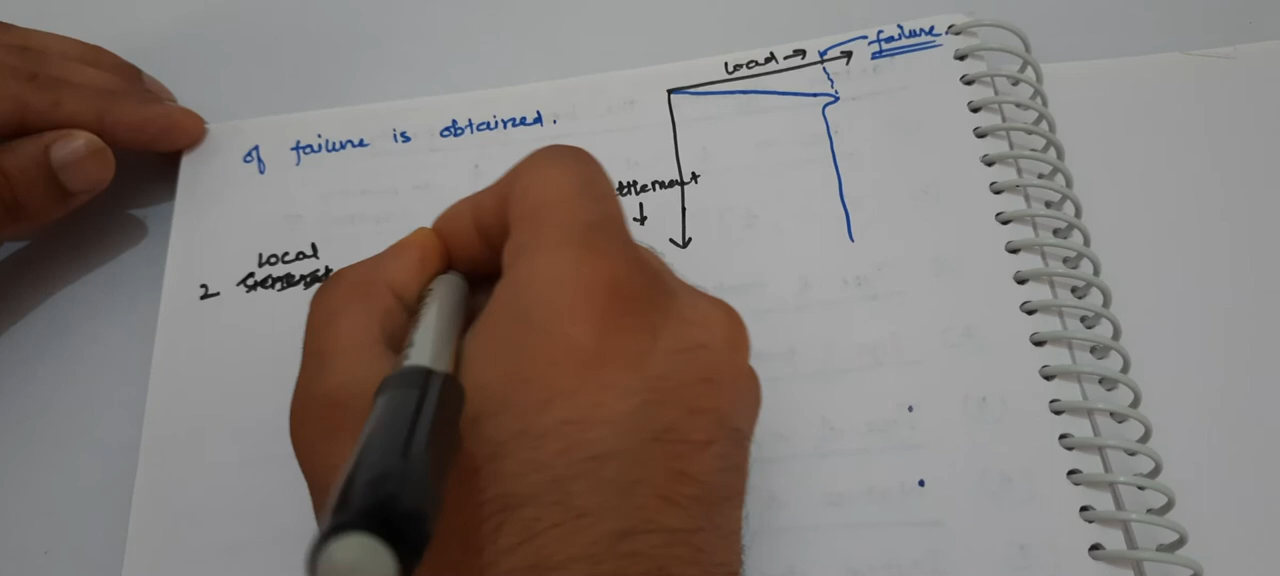 failure
Load →
of failure is obtained.
ttlement
↓
Local
2